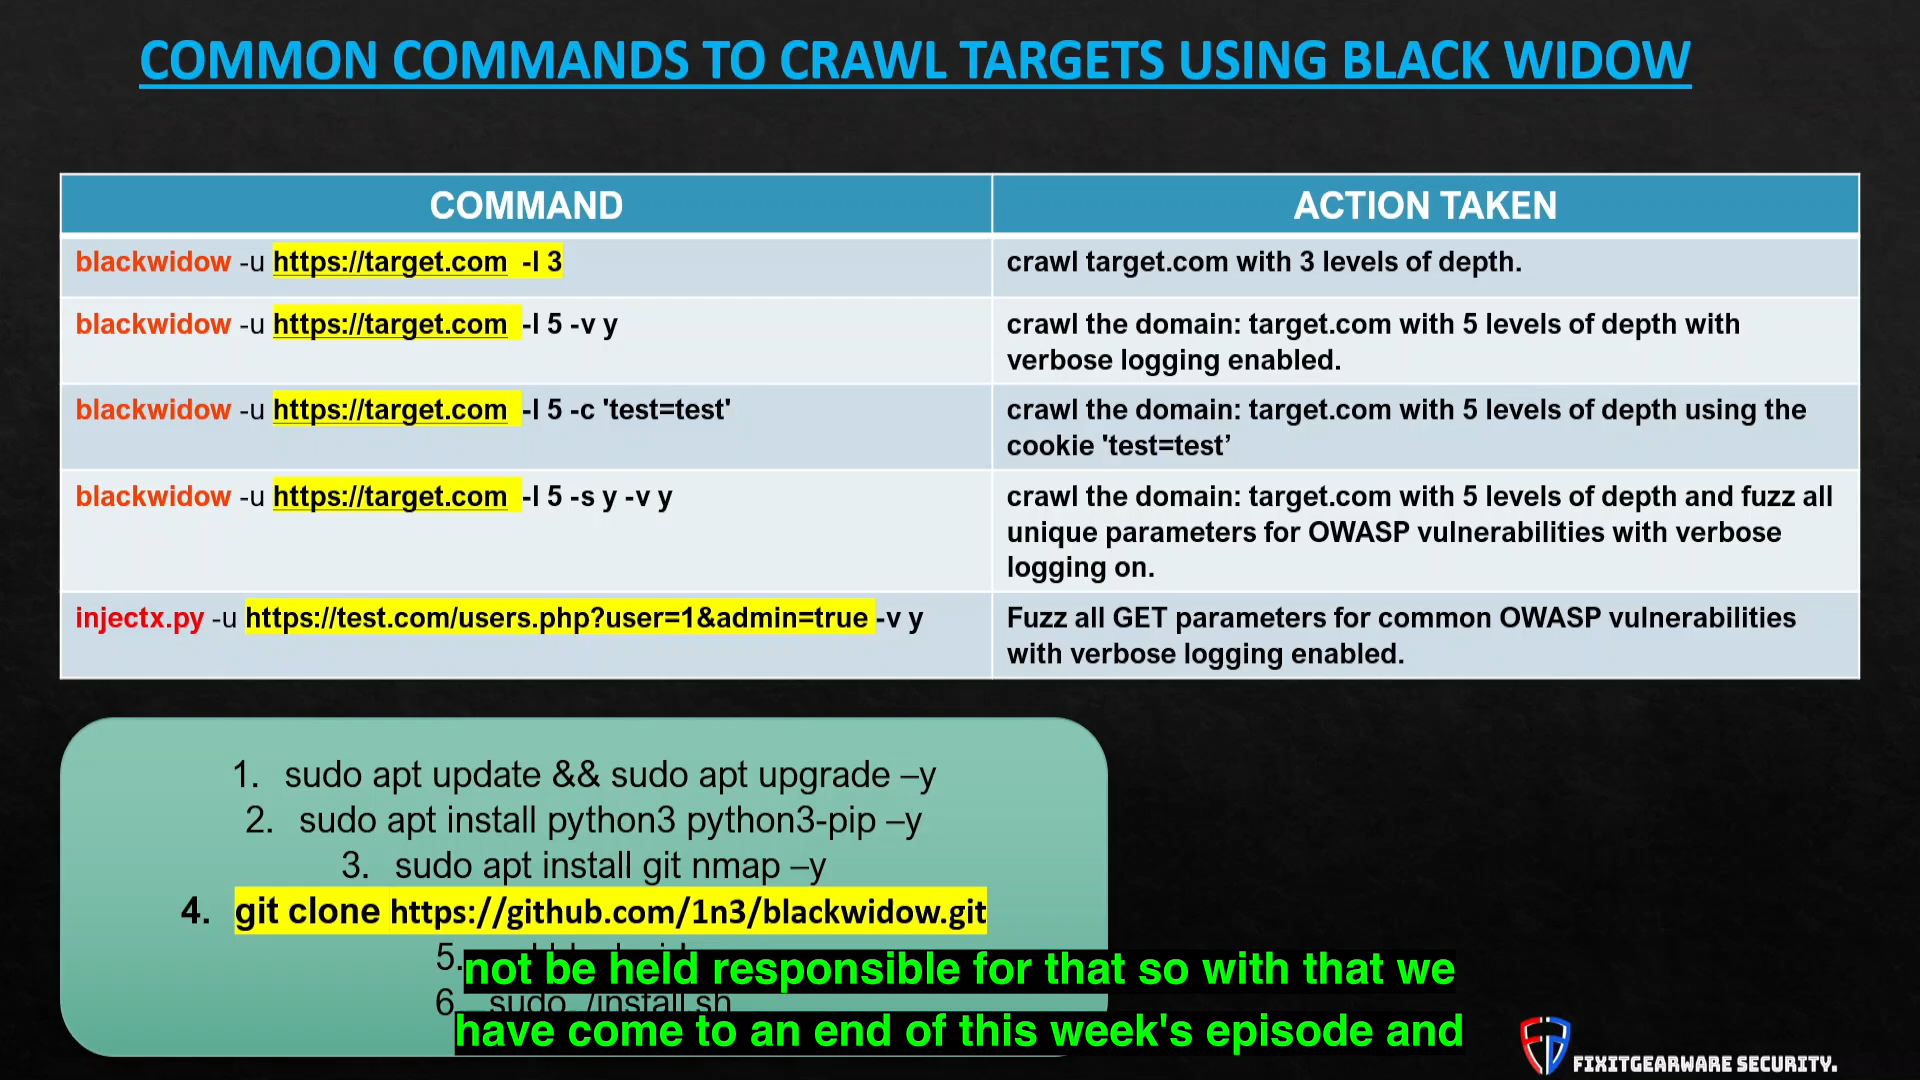 COMMON COMMANDS TO CRAWL TARGETS USING BLACK WIDOW
COMMAND
ACTION TAKEN
blackwidow -u https://target.com -l 3
crawl target.com with 3 levels of depth.
blackwidow -u https://target.com -l 5 -v y
crawl the domain: target.com with 5 levels of depth with
verbose logging enabled.
blackwidow -u https://target.com -l 5 -c 'test=test'
crawl the domain: target.com with 5 levels of depth using the
cookie 'test=test’
blackwidow -u https://target.com -l 5 -s y -v y
crawl the domain: target.com with 5 levels of depth and fuzz all
unique parameters for OWASP vulnerabilities with verbose
logging on.
injectx.py -u https://test.com/users.php?user=1&admin=true -v y
Fuzz all GET parameters for common OWASP vulnerabilities
with verbose logging enabled.
1. sudo apt update && sudo apt upgrade –y
2. sudo apt install python3 python3-pip –y
3. sudo apt install git nmap –y
4. git clone https://github.com/1n3/blackwidow.git
5.
6. sudo ./install.sh
not be held responsible for that so with that we
have come to an end of this week's episode and
FIXITGEARWARE SECURITY.